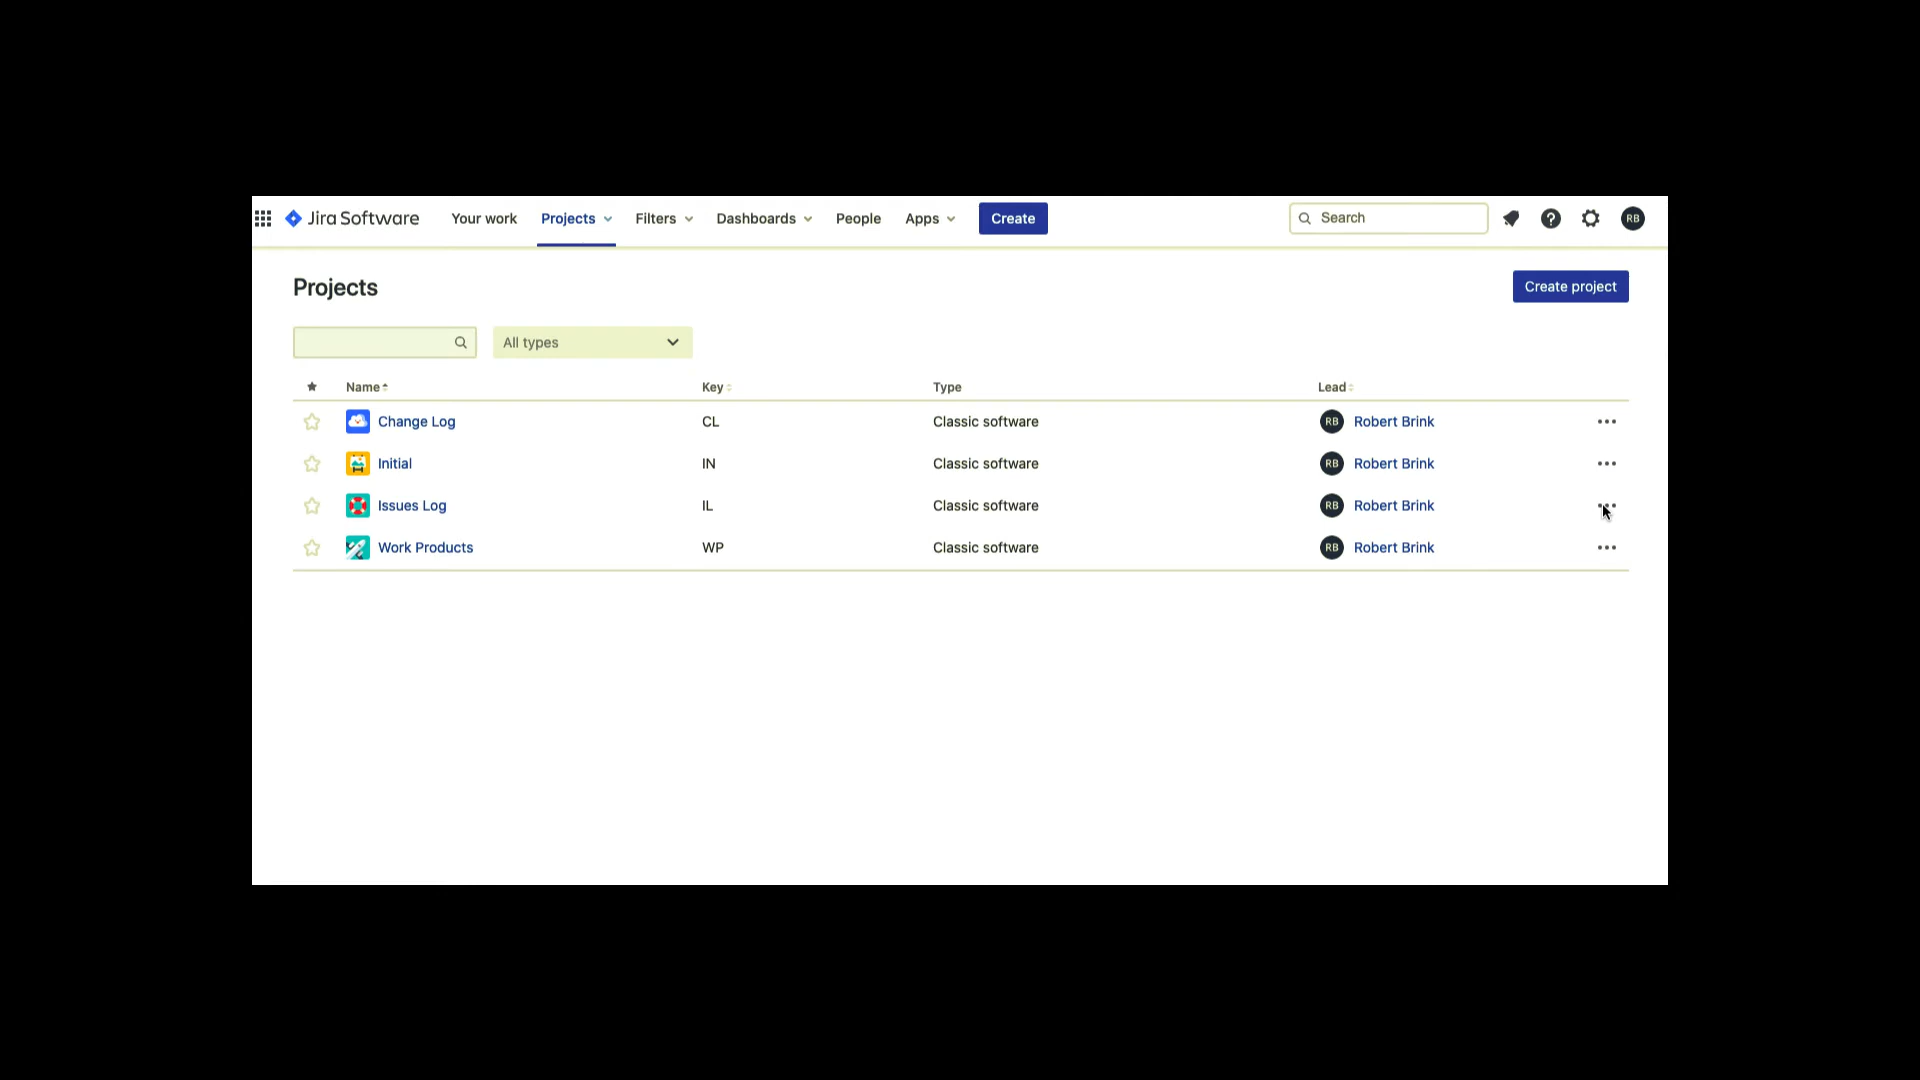 Jira Software Your work Projects Filters Dashboards People Apps Create Search RB
Projects Create project
All types
Name Key Type Lead
Change Log CL Classic software RB Robert Brink
Initial IN Classic software RB Robert Brink
Issues Log IL Classic software RB Robert Brink
Work Products WP Classic software RB Robert Brink